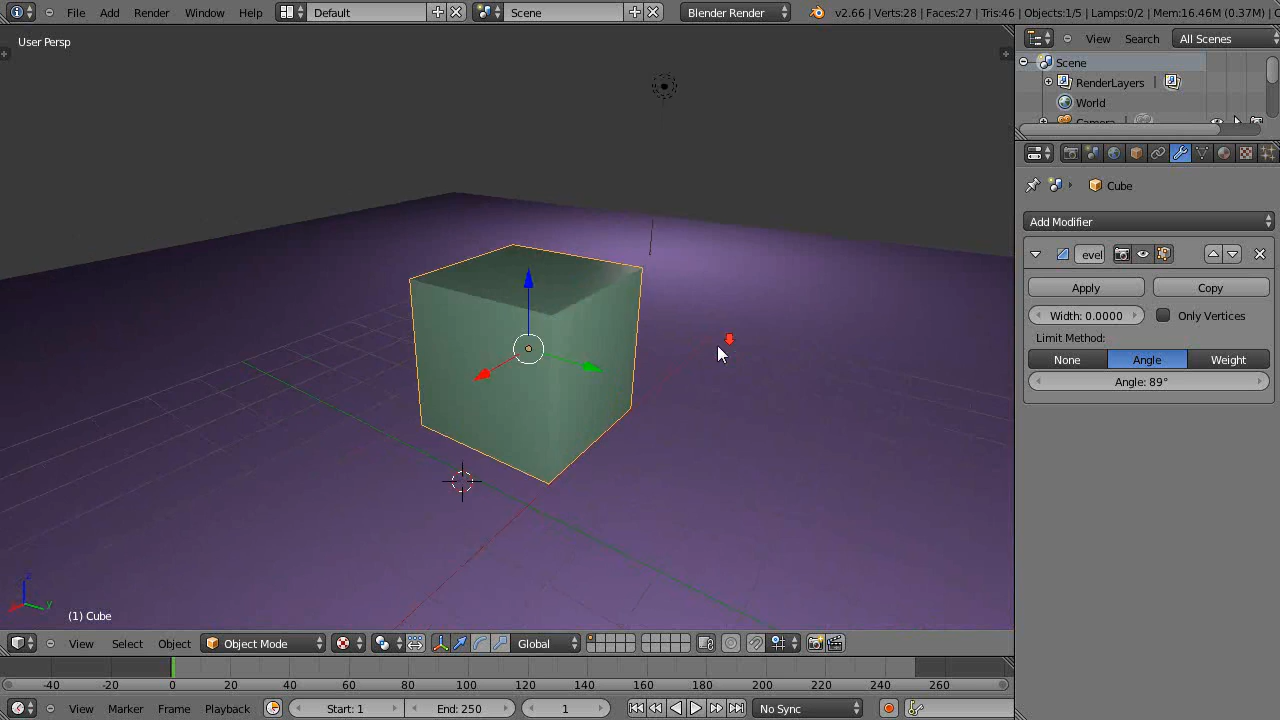 File Add Render Window Help Default Scene Blender Render v2.66 | Verts:28 | Faces:27 | Tris:46 | Objects:1/5 | Lamps:0/2 | Mem:16.46M (0.37M) | C
User Persp
View Search All Scenes
Scene
RenderLayers |
World
Camera |
Cube
Add Modifier
evel
Apply Copy
Width: 0.0000 Only Vertices
Limit Method:
None Angle Weight
Angle: 89°
z
y
(1) Cube
View Select Object Object Mode Global
-40 -20 0 20 40 60 80 100 120 140 160 180 200 220 240 260
View Marker Frame Playback Start: 1 End: 250 1 No Sync